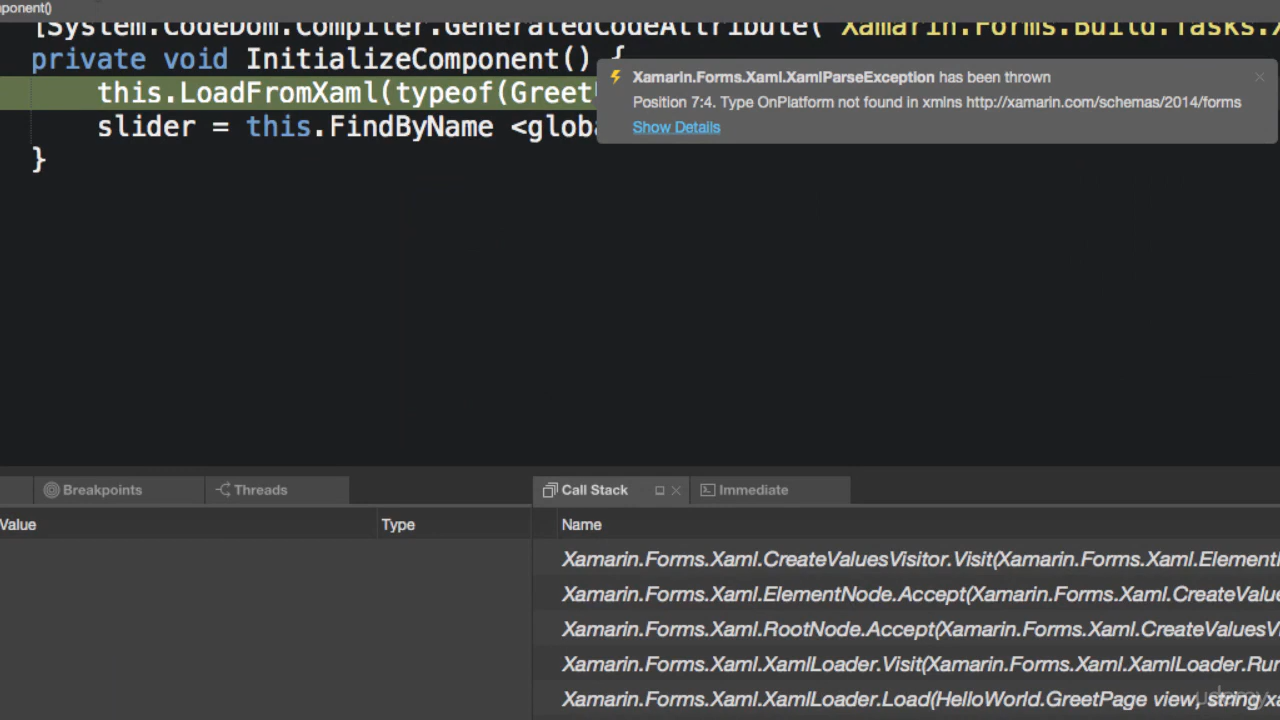 ponent()
[System.CodeDom.Compiler.GeneratedCodeAttribute("Xamarin.Forms.Build.Tasks.X
private void InitializeComponent() {
this.LoadFromXaml(typeof(Greet
slider = this.FindByName <globa
}
Xamarin.Forms.Xaml.XamlParseException has been thrown
Position 7:4. Type OnPlatform not found in xmlns http://xamarin.com/schemas/2014/forms
Show Details
Breakpoints
Threads
Call Stack
Immediate
Value
Type
Name
Xamarin.Forms.Xaml.CreateValuesVisitor.Visit(Xamarin.Forms.Xaml.ElementN
Xamarin.Forms.Xaml.ElementNode.Accept(Xamarin.Forms.Xaml.CreateValue
Xamarin.Forms.Xaml.RootNode.Accept(Xamarin.Forms.Xaml.CreateValuesVi
Xamarin.Forms.Xaml.XamlLoader.Visit(Xamarin.Forms.Xaml.XamlLoader.Run
Xamarin.Forms.Xaml.XamlLoader.Load(HelloWorld.GreetPage view, string xa
udemy